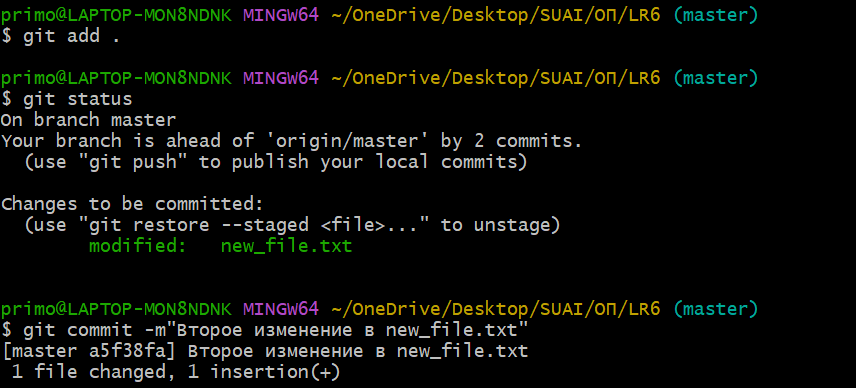 primo@LAPTOP-MON8NDNK MINGW64 ~/OneDrive/Desktop/SUAI/ОП/LR6 (master)
$ git add .
primo@LAPTOP-MON8NDNK MINGW64 ~/OneDrive/Desktop/SUAI/ОП/LR6 (master)
$ git status
On branch master
Your branch is ahead of 'origin/master' by 2 commits.
  (use "git push" to publish your local commits)
Changes to be committed:
  (use "git restore --staged <file>..." to unstage)
        modified:   new_file.txt
primo@LAPTOP-MON8NDNK MINGW64 ~/OneDrive/Desktop/SUAI/ОП/LR6 (master)
$ git commit -m"Второе изменение в new_file.txt"
[master a5f38fa] Второе изменение в new_file.txt
 1 file changed, 1 insertion(+)